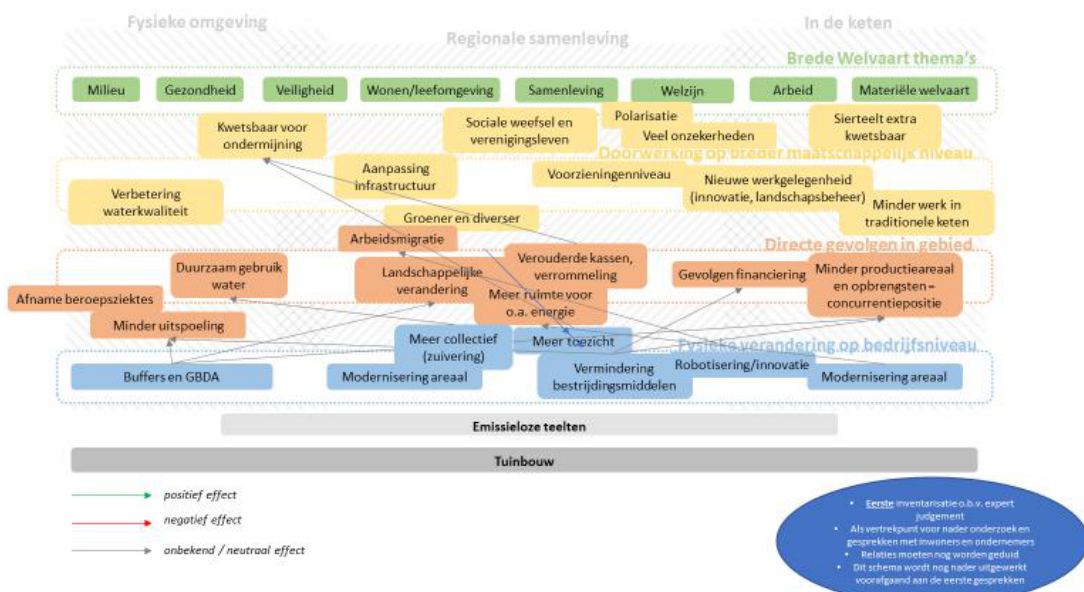 Fysieke omgeving
Regionale samenleving
In de keten
Brede Welvaart thema's
Milieu
Gezondheid
Veiligheid
Wonen/leefomgeving
Samenleving
Welzijn
Arbeid
Materiële welvaart
Kwetsbaar voor
ondermijning
Sociale weefsel en
verenigingsleven
Polarisatie
Veel onzekerheden
Sierteelt extra
kwetsbaar
Doorwerking op breder maatschappelijk niveau
Verbetering
waterkwaliteit
Aanpassing
infrastructuur
Voorzieningenniveau
Nieuwe werkgelegenheid
(innovatie, landschapsbeheer)
Minder werk in
traditionele keten
Groener en diverser
Arbeidsmigratie
Directe gevolgen in gebied
Duurzaam gebruik
water
Landschappelijke
verandering
Verouderde kassen,
verrommeling
Gevolgen financiering
Minder productieareaal
en opbrengsten –
concurrentiepositie
Afname beroepsziektes
Meer ruimte voor
o.a. energie
Minder uitspoeling
Meer collectief
(zuivering)
Meer toezicht
Fysieke verandering op bedrijfsniveau
Buffers en GBDA
Modernisering areaal
Vermindering
bestrijdingsmiddelen
Robotisering/innovatie
Modernisering areaal
Emissieloze teelten
Tuinbouw
positief effect
negatief effect
onbekend / neutraal effect
• Eerste inventarisatie o.b.v. expert
judgement
• Als vertrekpunt voor nader onderzoek en
gesprekken met inwoners en ondernemers
• Relaties moeten nog worden geduid
• Dit schema wordt nog nader uitgewerkt
voorafgaand aan de eerste gesprekken